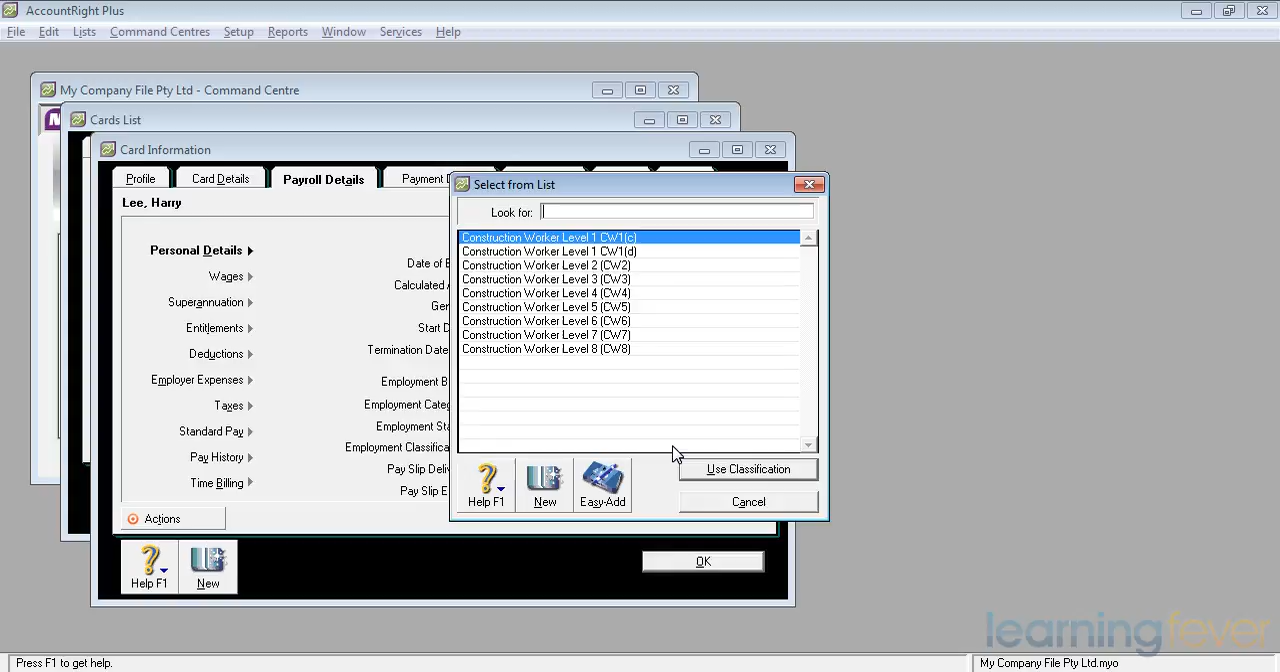 AccountRight Plus
File Edit Lists Command Centres Setup Reports Window Services Help
My Company File Pty Ltd - Command Centre
Cards List
Card Information
Profile Card Details Payroll Details Payment
Lee, Harry
Personal Details
Wages
Superannuation
Entitlements
Deductions
Employer Expenses
Taxes
Standard Pay
Pay History
Time Billing
Date of
Calculated
Start
Termination Date
Employment
Employment
Employment
Employment
Pay Slip
Pay Slip
Actions
Help F1 New
OK
Select from List
Look for:
Construction Worker Level 1 CW1(c)
Construction Worker Level 1 CW1(d)
Construction Worker Level 2 (CW2)
Construction Worker Level 3 (CW3)
Construction Worker Level 4 (CW4)
Construction Worker Level 5 (CW5)
Construction Worker Level 6 (CW6)
Construction Worker Level 7 (CW7)
Construction Worker Level 8 (CW8)
Help F1 New Easy-Add
Use Classification
Cancel
learningfever
Press F1 to get help.
My Company File Pty Ltd.myo